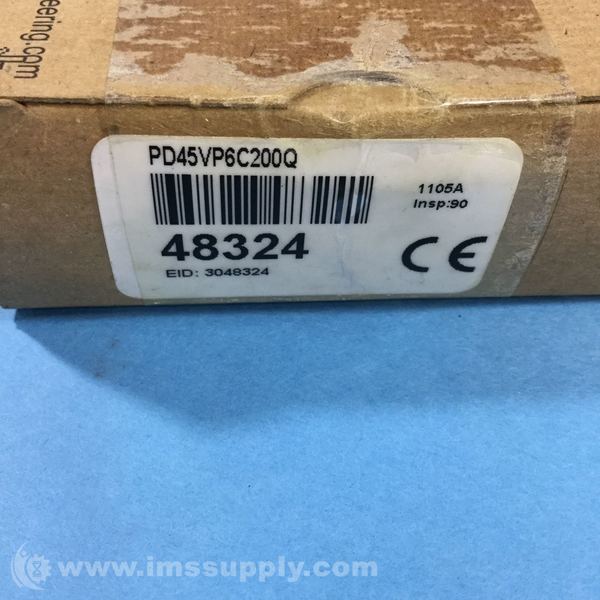 eering.com
PD45VP6C200Q
1105A
Insp:90
48324
EID: 3048324
CE
www.imssupply.com